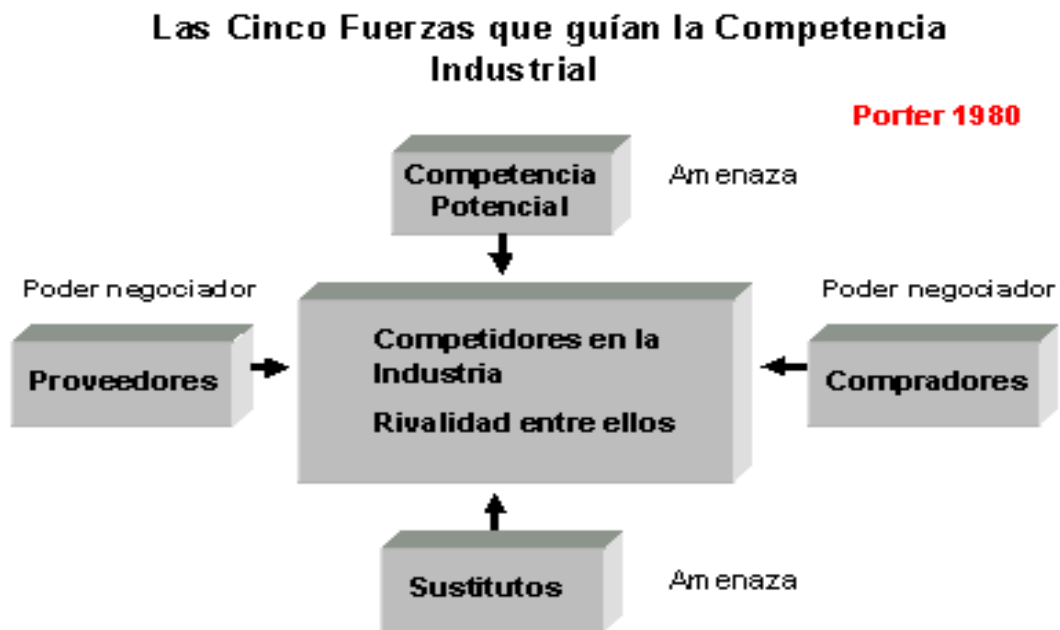 Las Cinco Fuerzas que guían la Competencia
Industrial
Porter 1980
Competencia
Potencial
Amenaza
Poder negociador
Poder negociador
Proveedores
Competidores en la
Industria
Rivalidad entre ellos
Compradores
Sustitutos
Amenaza